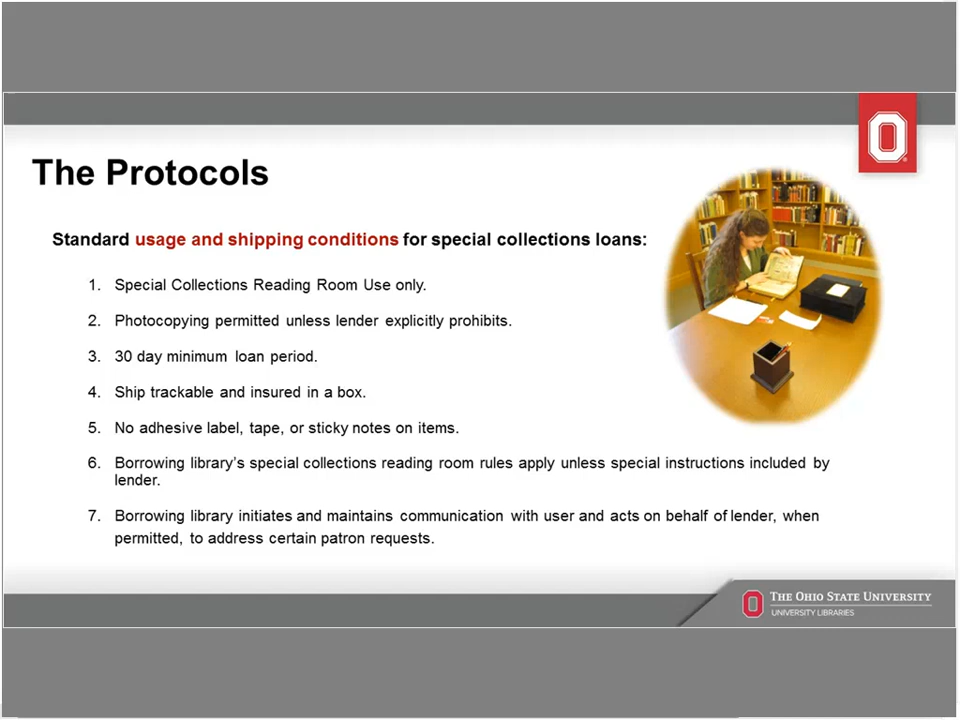 The Protocols
Standard usage and shipping conditions for special collections loans:
1. Special Collections Reading Room Use only.
2. Photocopying permitted unless lender explicitly prohibits.
3. 30 day minimum loan period.
4. Ship trackable and insured in a box.
5. No adhesive label, tape, or sticky notes on items.
6. Borrowing library’s special collections reading room rules apply unless special instructions included by
lender.
7. Borrowing library initiates and maintains communication with user and acts on behalf of lender, when
permitted, to address certain patron requests.
THE OHIO STATE UNIVERSITY
UNIVERSITY LIBRARIES